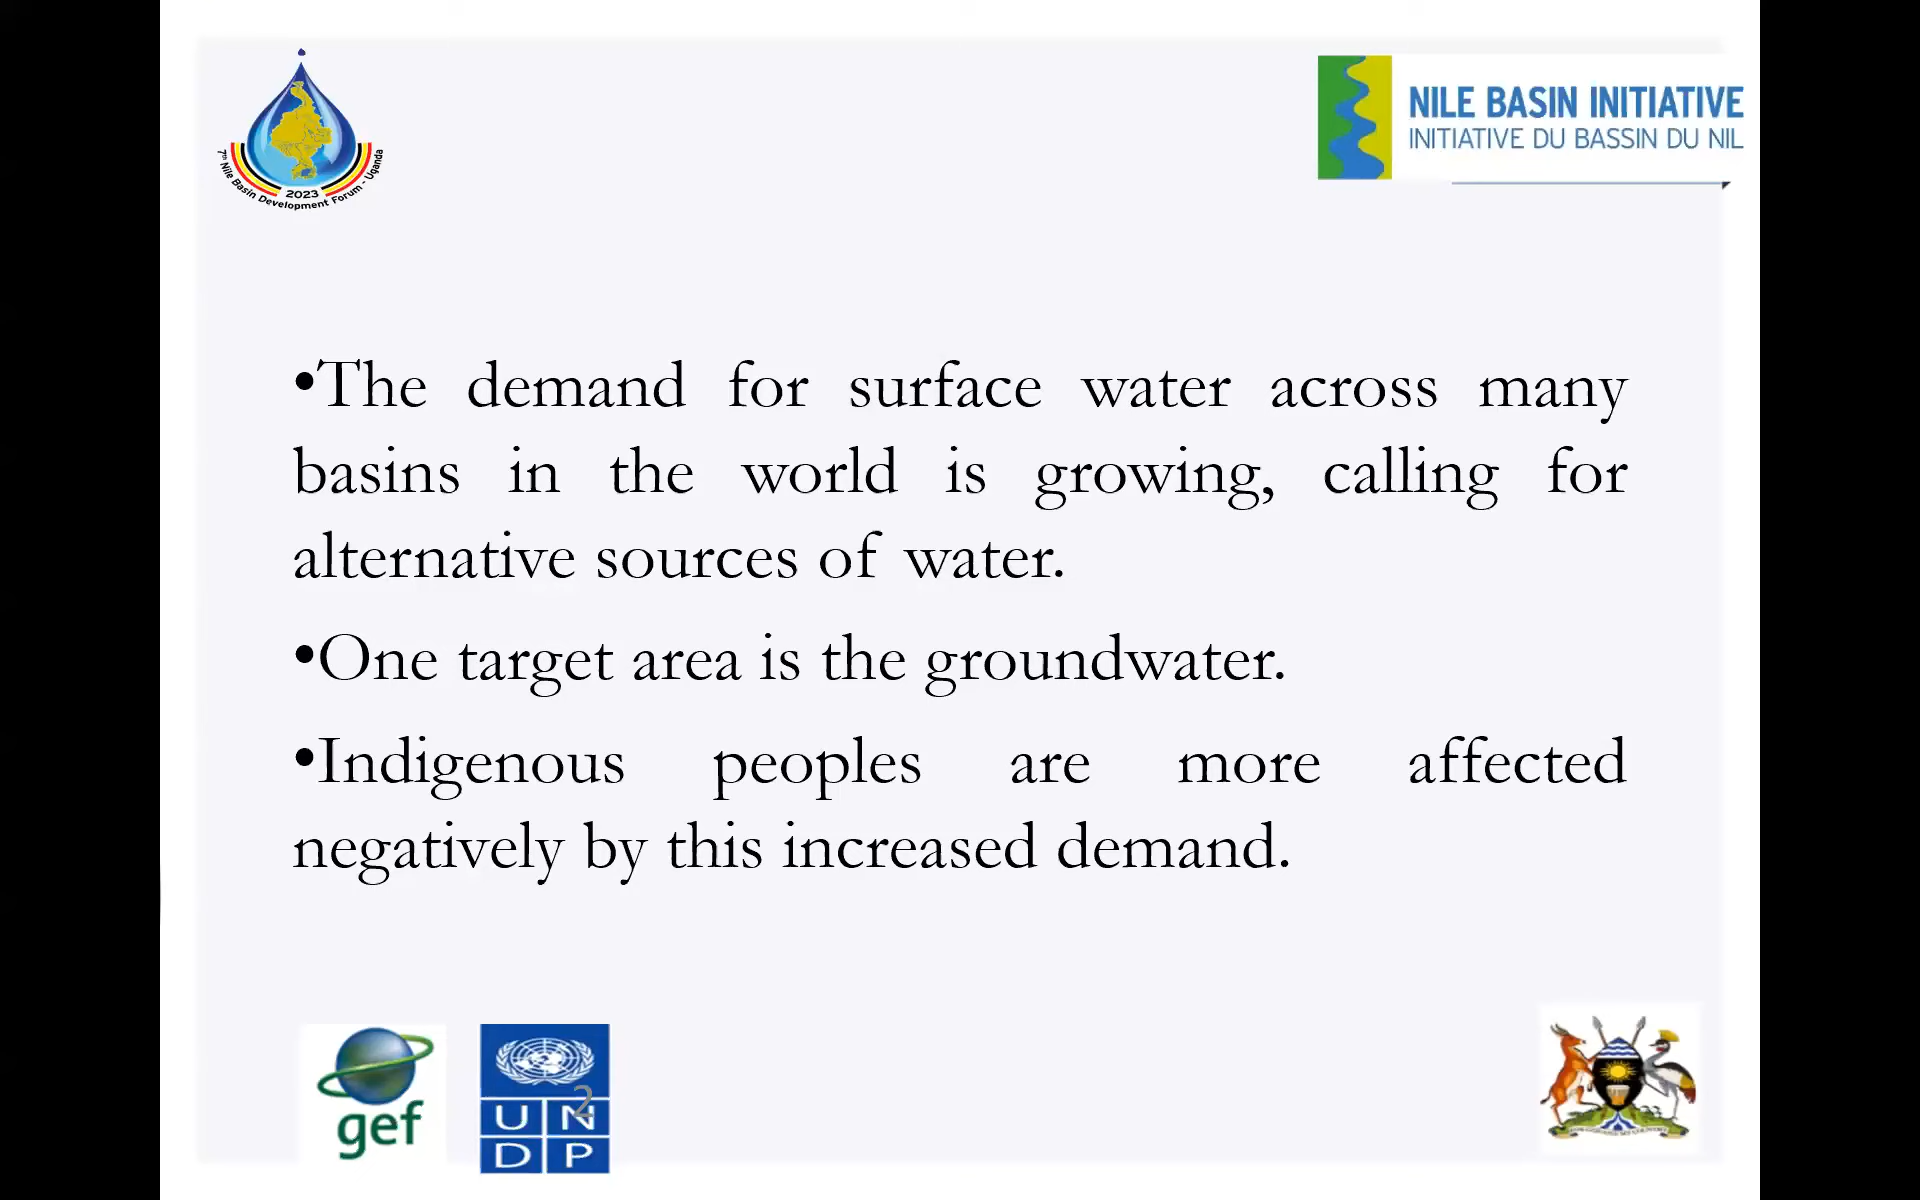 7th Nile Basin Development Forum - Uganda
2023
NILE BASIN INITIATIVE
INITIATIVE DU BASSIN DU NIL
•The demand for surface water across many
basins in the world is growing, calling for
alternative sources of water.
•One target area is the groundwater.
•Indigenous peoples are more affected
negatively by this increased demand.
gef
U N
D P
2